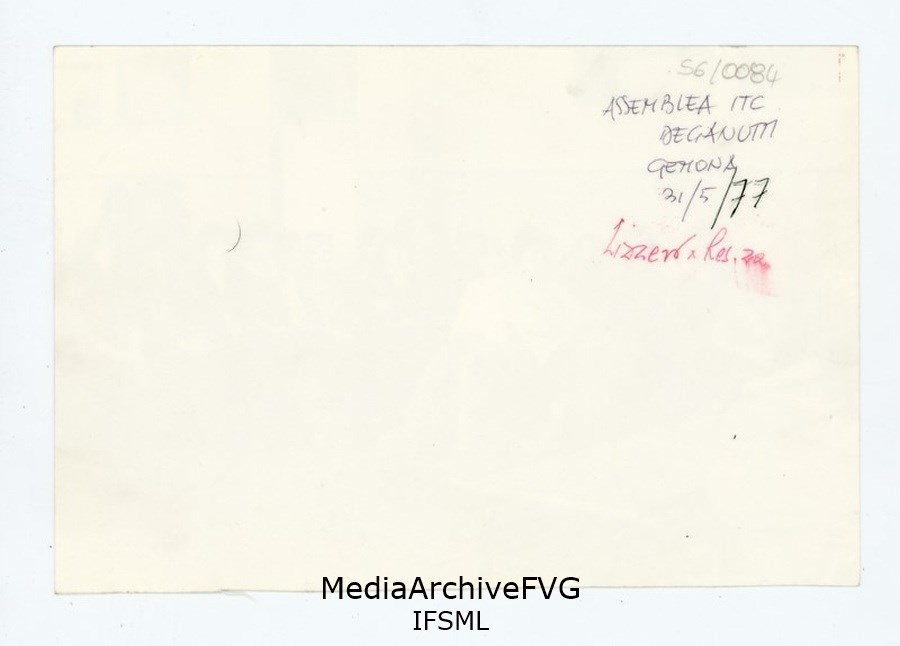 S6/0084
ASSEMBLEA ITC
DEGANUTTI
GEMONA
31/5/77
Lizzero x Res.za
MediaArchiveFVG
IFSML